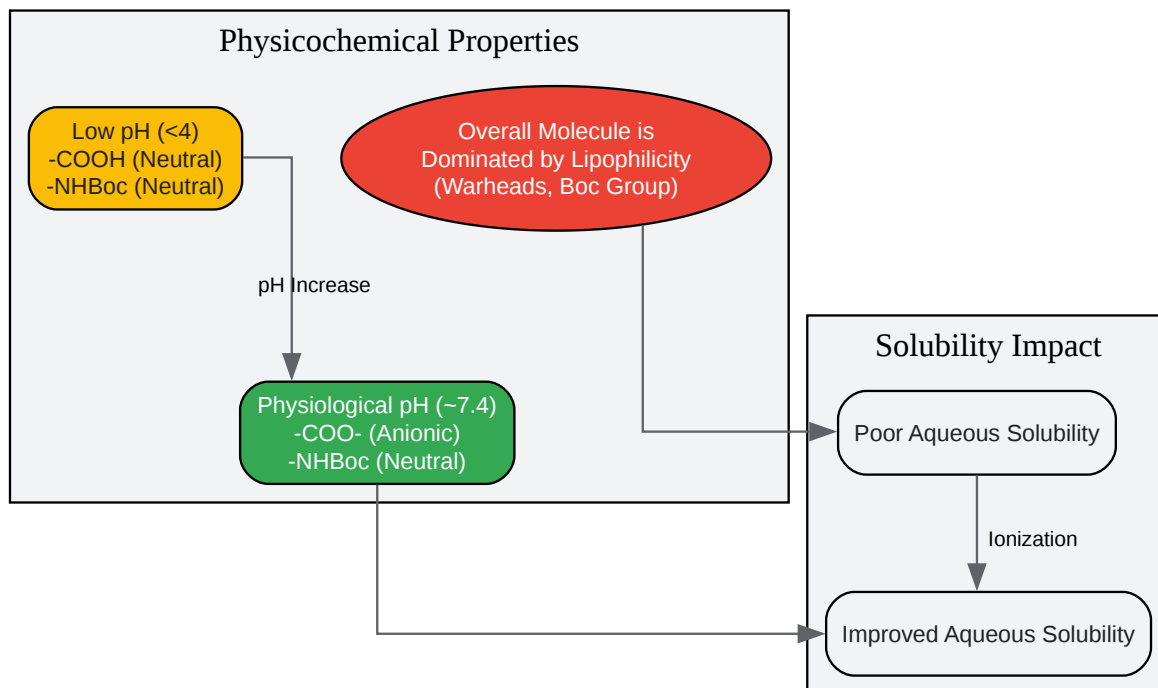 Physicochemical Properties
Low pH (<4)
-COOH (Neutral)
-NHBoc (Neutral)
Overall Molecule is
Dominated by Lipophilicity
(Warheads, Boc Group)
pH Increase
Physiological pH (~7.4)
-COO- (Anionic)
-NHBoc (Neutral)
Solubility Impact
Poor Aqueous Solubility
Ionization
Improved Aqueous Solubility